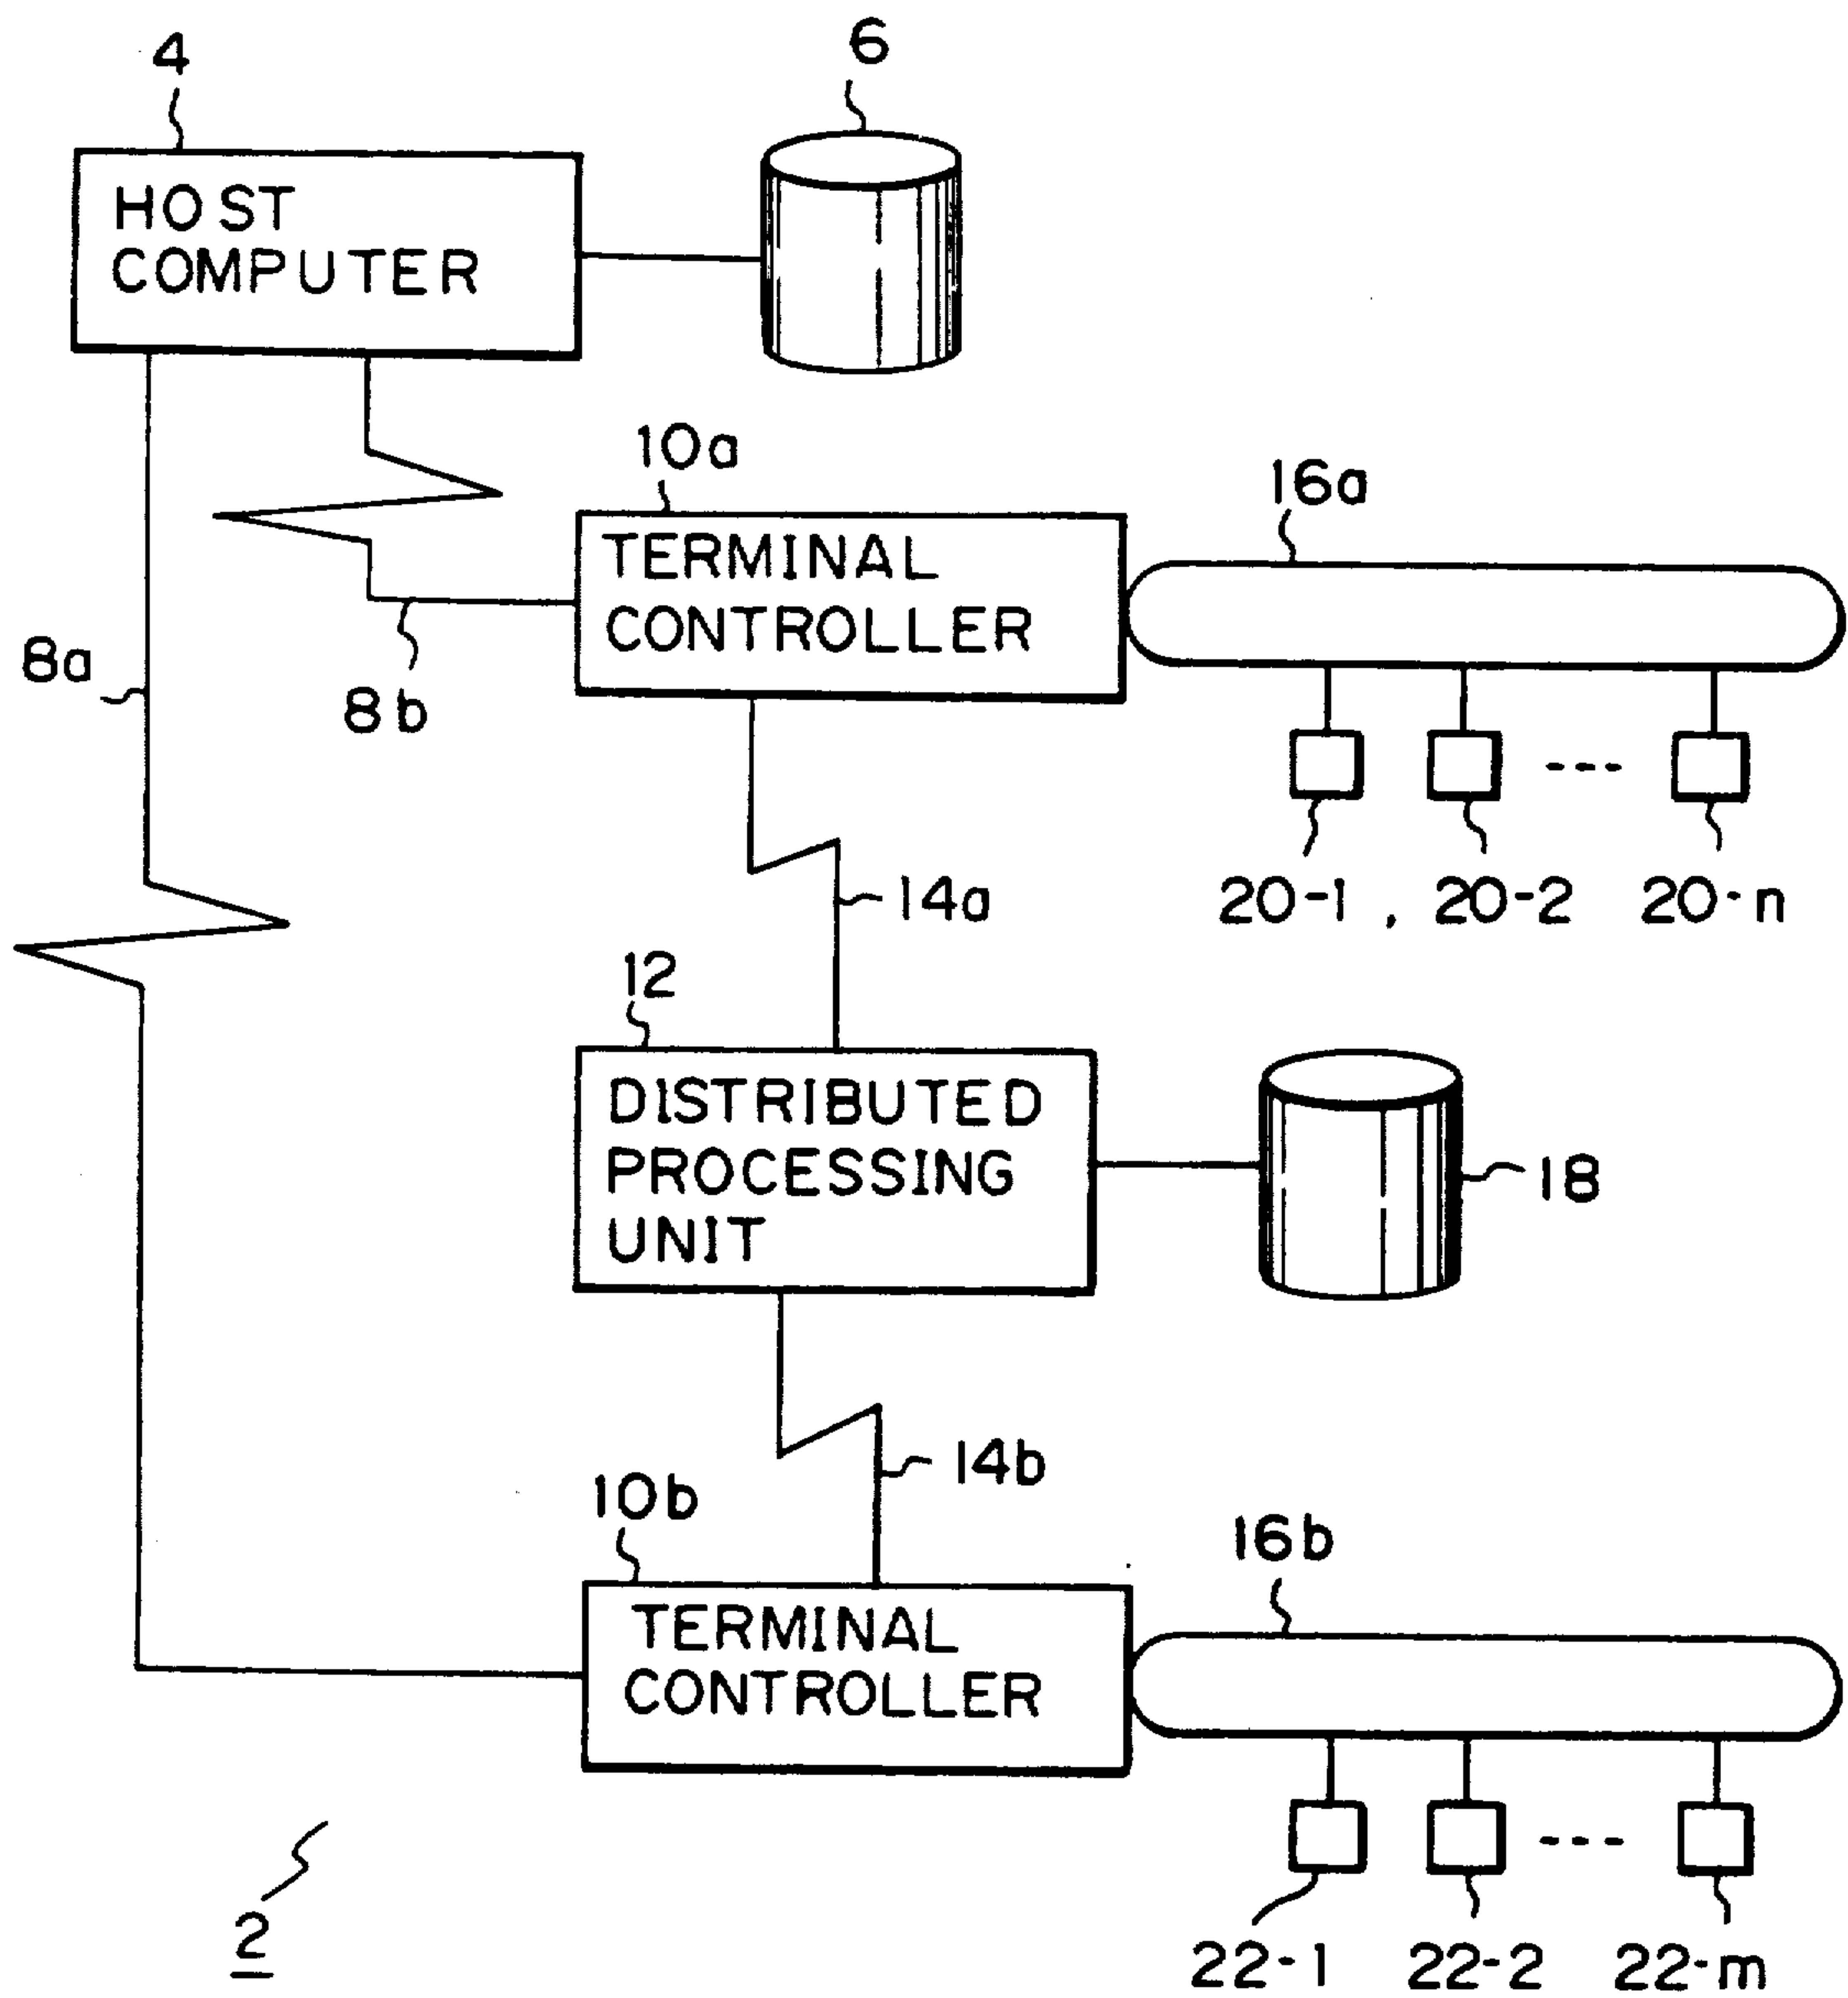 4
6
HOST
COMPUTER
10a
16a
TERMINAL
CONTROLLER
8a
8b
20-1 , 20-2 --- 20-n
14a
12
DISTRIBUTED
PROCESSING
UNIT
18
14b
10b
16b
TERMINAL
CONTROLLER
2
22-1 22-2 --- 22-m